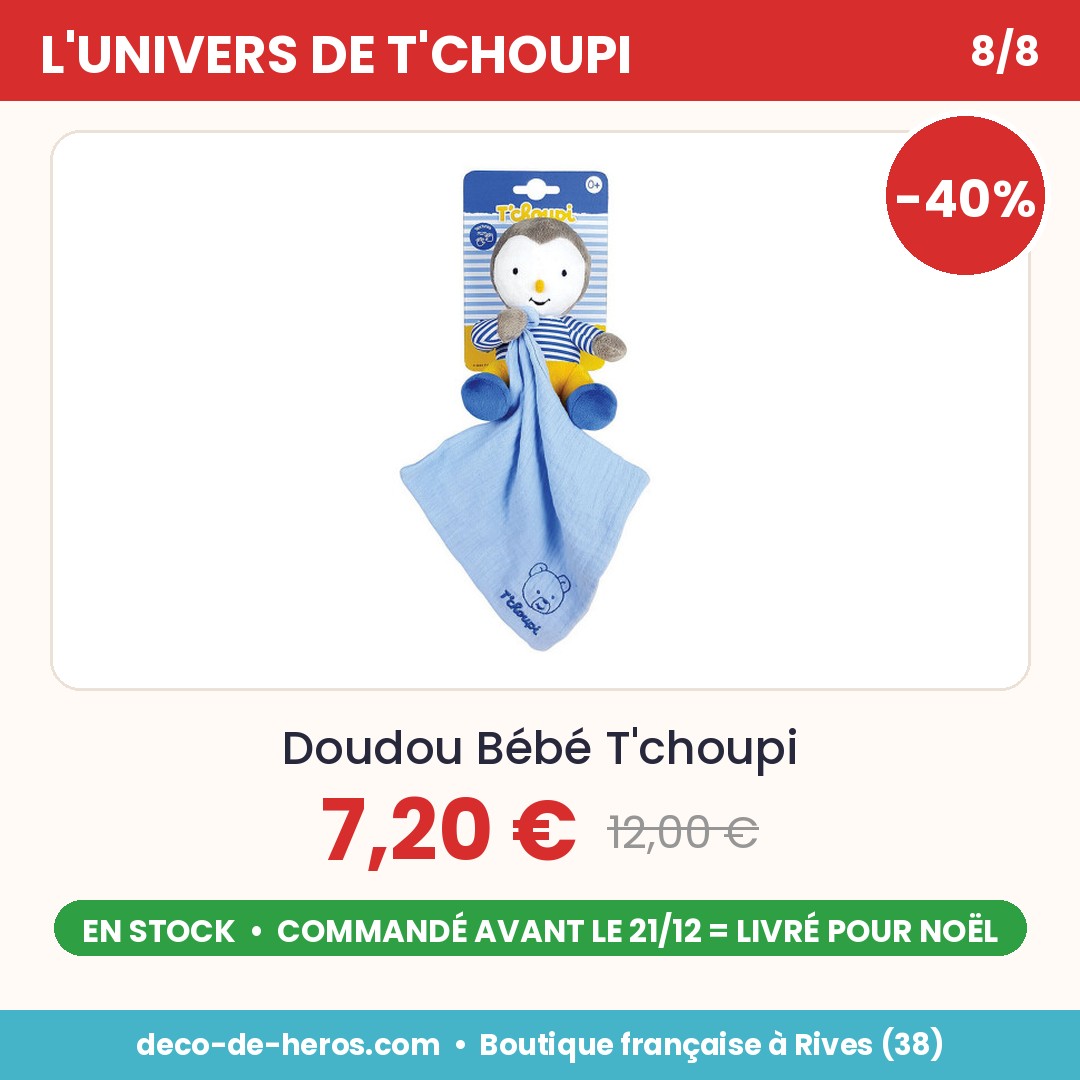 L'UNIVERS DE T'CHOUPI
8/8
-40%
0+
T'choupi
T'choupi
Doudou Bébé T'choupi
7,20 € 12,00 €
EN STOCK • COMMANDÉ AVANT LE 21/12 = LIVRÉ POUR NOËL
deco-de-heros.com • Boutique française à Rives (38)